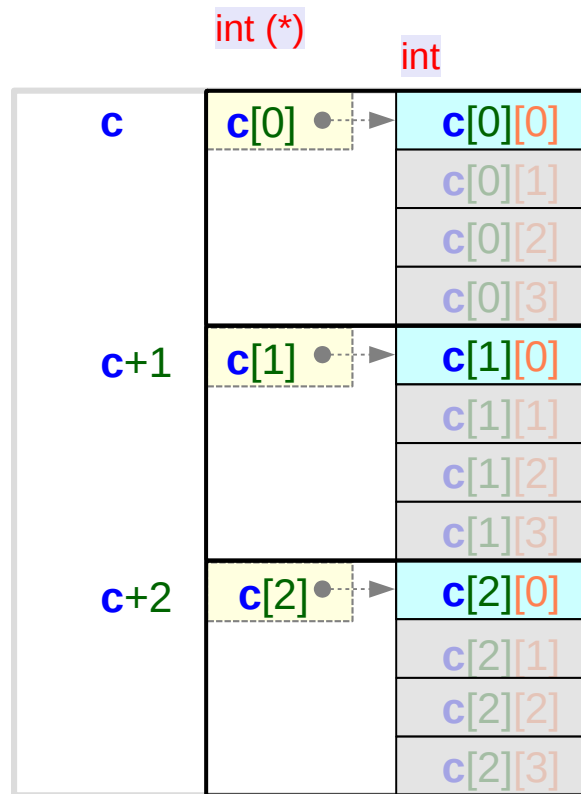 int (*)
int
c c[0] c[0][0]
c[0][1]
c[0][2]
c[0][3]
c+1 c[1] c[1][0]
c[1][1]
c[1][2]
c[1][3]
c+2 c[2] c[2][0]
c[2][1]
c[2][2]
c[2][3]